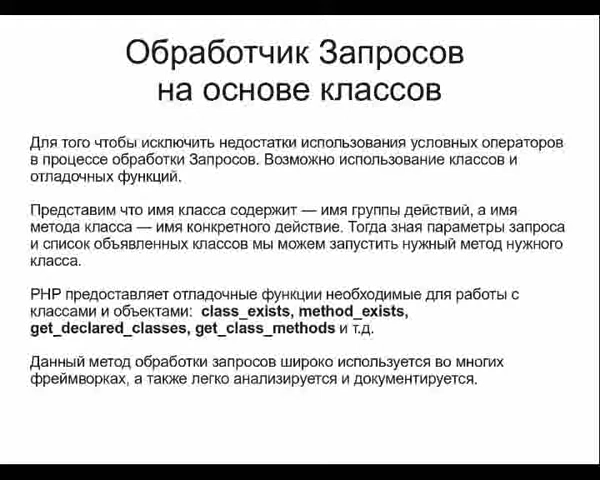 Обработчик Запросов
на основе классов
Для того чтобы исключить недостатки использования условных операторов
в процессе обработки Запросов. Возможно использование классов и
отладочных функций.
Представим что имя класса содержит — имя группы действий, а имя
метода класса — имя конкретного действие. Тогда зная параметры запроса
и список объявленных классов мы можем запустить нужный метод нужного
класса.
PHP предоставляет отладочные функции необходимые для работы с
классами и объектами: class_exists, method_exists,
get_declared_classes, get_class_methods и т.д.
Данный метод обработки запросов широко используется во многих
фреймворках, а также легко анализируется и документируется.